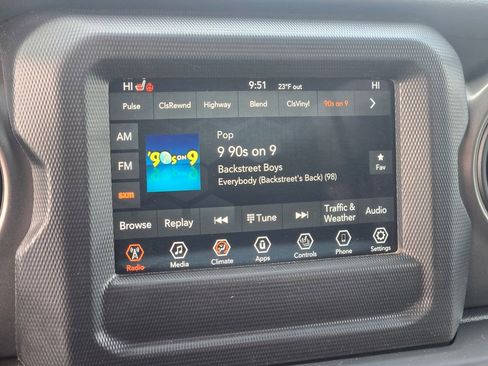 HI 9:51 23°F out HI
Pulse ClsRewnd Highway Blend ClsVinyl 90s on 9
AM
FM
sxm
'90s ON 9
Pop
9 90s on 9
Backstreet Boys
Everybody (Backstreet's Back) (98)
Fav
Browse Replay Tune Traffic & Weather Audio
Radio Media Climate Apps Controls Phone Settings